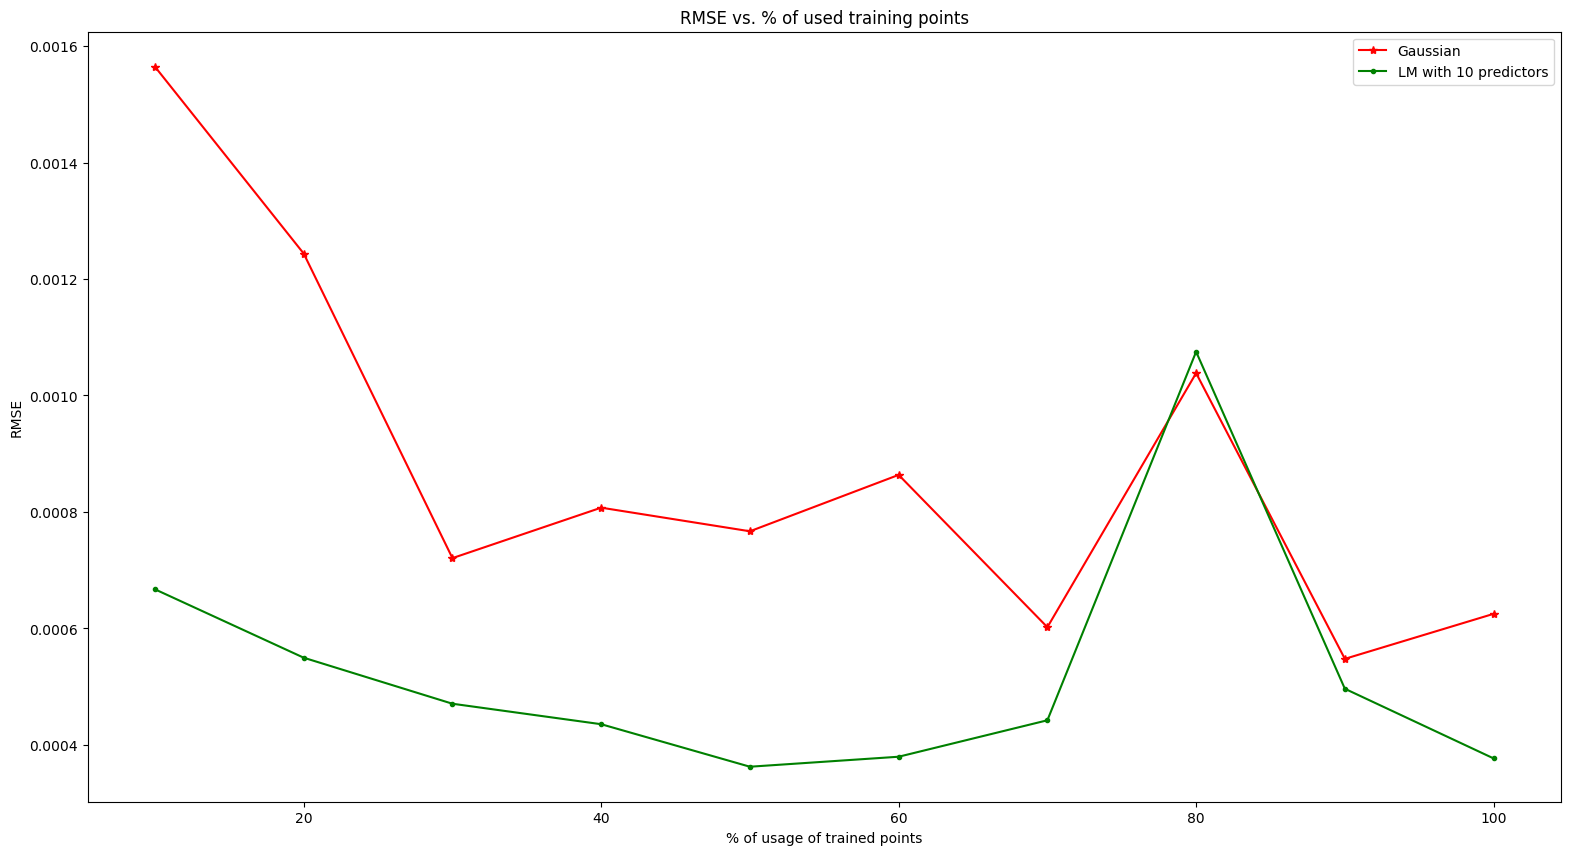 RMSE vs. % of used training points
Gaussian
LM with 10 predictors
0.0016
0.0014
0.0012
0.0010
0.0008
0.0006
0.0004
RMSE
20 40 60 80 100
% of usage of trained points